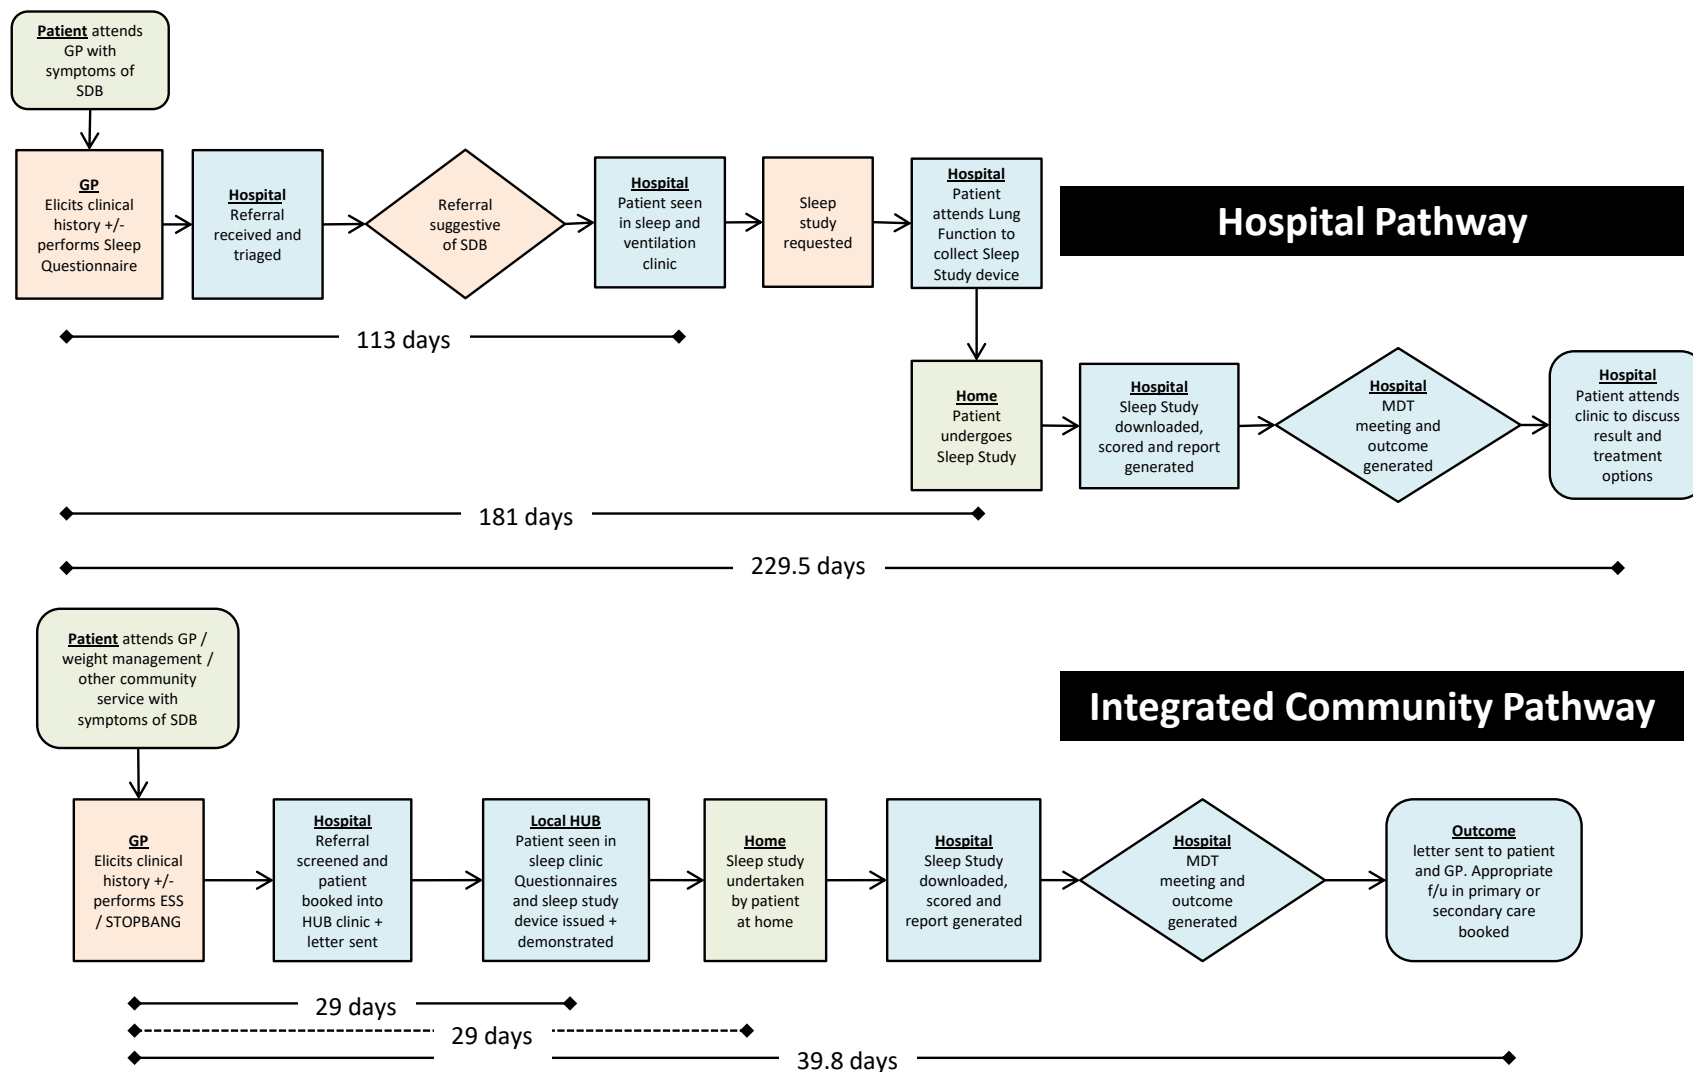 Patient attends
GP with
symptoms of
SDB
GP
Elicits clinical
history +/-
performs Sleep
Questionnaire
Hospital
Referral
received and
triaged
Referral
suggestive
of SDB
Hospital
Patient seen
in sleep and
ventilation
clinic
Sleep
study
requested
Hospital
Patient
attends Lung
Function to
collect Sleep
Study device
Hospital Pathway
113 days
Home
Patient
undergoes
Sleep Study
Hospital
Sleep Study
downloaded,
scored and report
generated
Hospital
MDT
meeting and
outcome
generated
Hospital
Patient attends
clinic to discuss
result and
treatment
options
181 days
229.5 days
Patient attends GP /
weight management /
other community
service with
symptoms of SDB
Integrated Community Pathway
GP
Elicits clinical
history +/-
performs ESS
/ STOPBANG
Hospital
Referral
screened and
patient
booked into
HUB clinic +
letter sent
Local HUB
Patient seen in
sleep clinic
Questionnaires
and sleep study
device issued +
demonstrated
Home
Sleep study
undertaken
by patient
at home
Hospital
Sleep Study
downloaded,
scored and
report generated
Hospital
MDT
meeting and
outcome
generated
Outcome
letter sent to patient
and GP. Appropriate
f/u in primary or
secondary care
booked
29 days
29 days
39.8 days